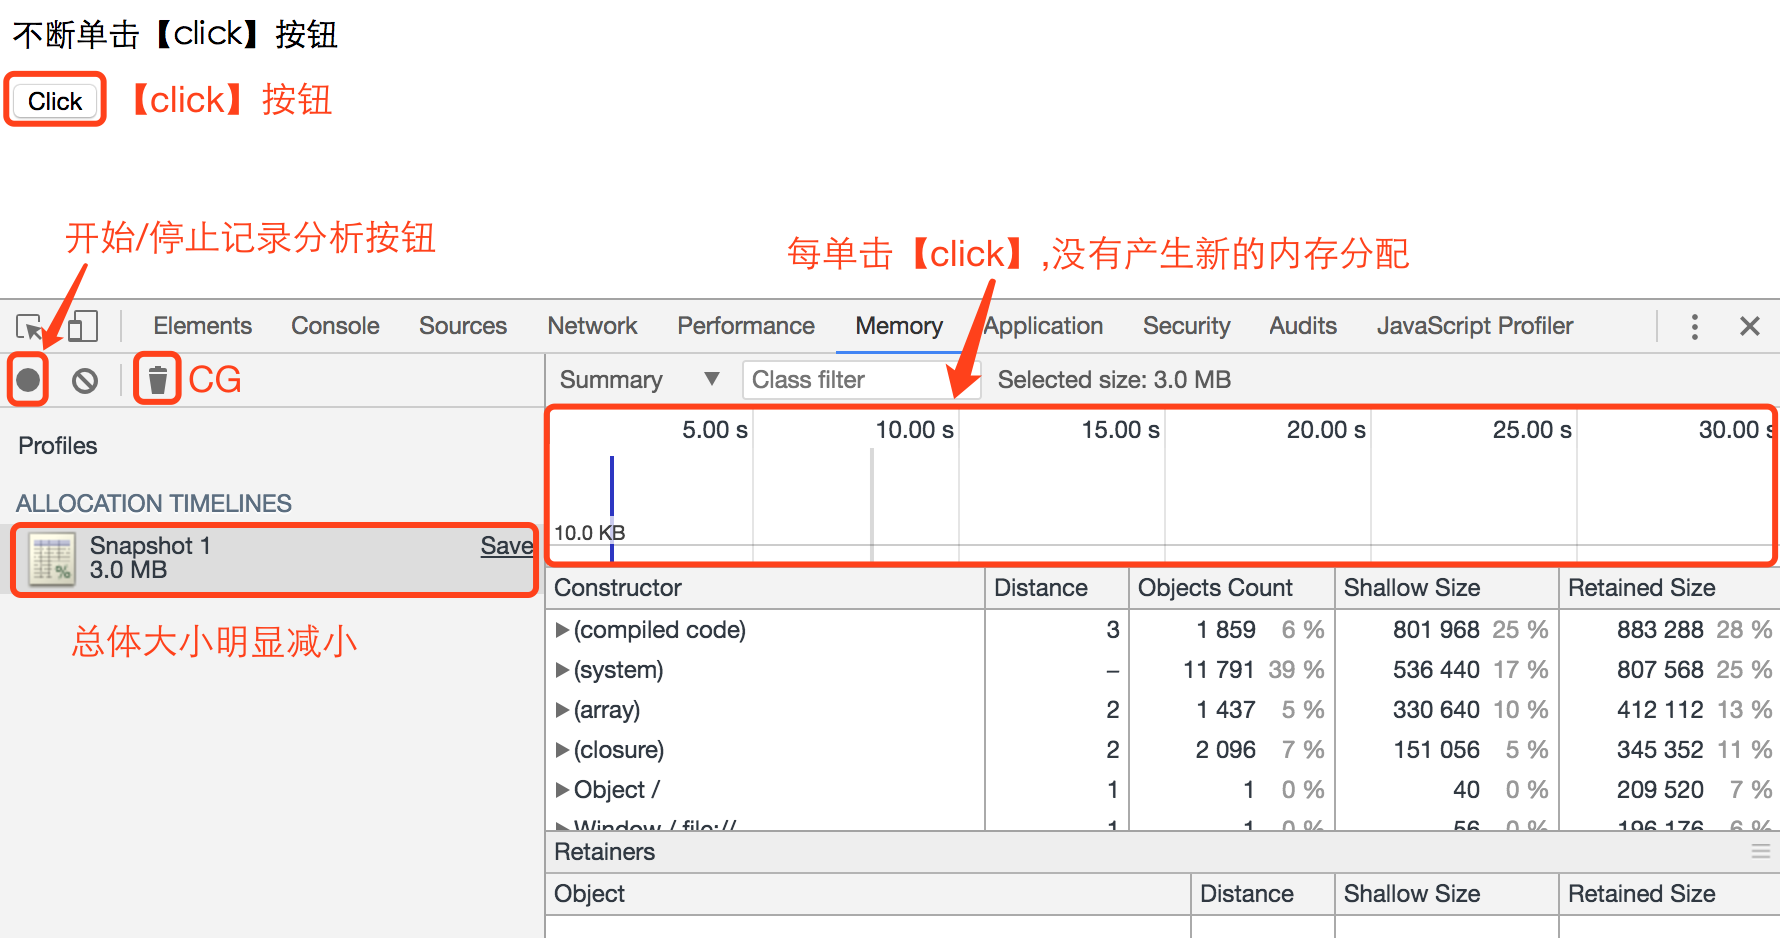 不断单击【click】按钮
Click
【click】按钮
开始/停止记录分析按钮
每单击【click】,没有产生新的内存分配
Elements Console Sources Network Performance Memory Application Security Audits JavaScript Profiler
CG
Summary ▼ Class filter Selected size: 3.0 MB
Profiles
5.00 s 10.00 s 15.00 s 20.00 s 25.00 s 30.00 s
ALLOCATION TIMELINES
10.0 KB
Snapshot 1 Save
3.0 MB
总体大小明显减小
Constructor Distance Objects Count Shallow Size Retained Size
(compiled code) 3 1 859 6 % 801 968 25 % 883 288 28 %
(system) – 11 791 39 % 536 440 17 % 807 568 25 %
(array) 2 1 437 5 % 330 640 10 % 412 112 13 %
(closure) 2 2 096 7 % 151 056 5 % 345 352 11 %
Object / 1 1 0 % 40 0 % 209 520 7 %
Window / file:// 1 1 0 % 56 0 % 196 176 6 %
Retainers
Object Distance Shallow Size Retained Size